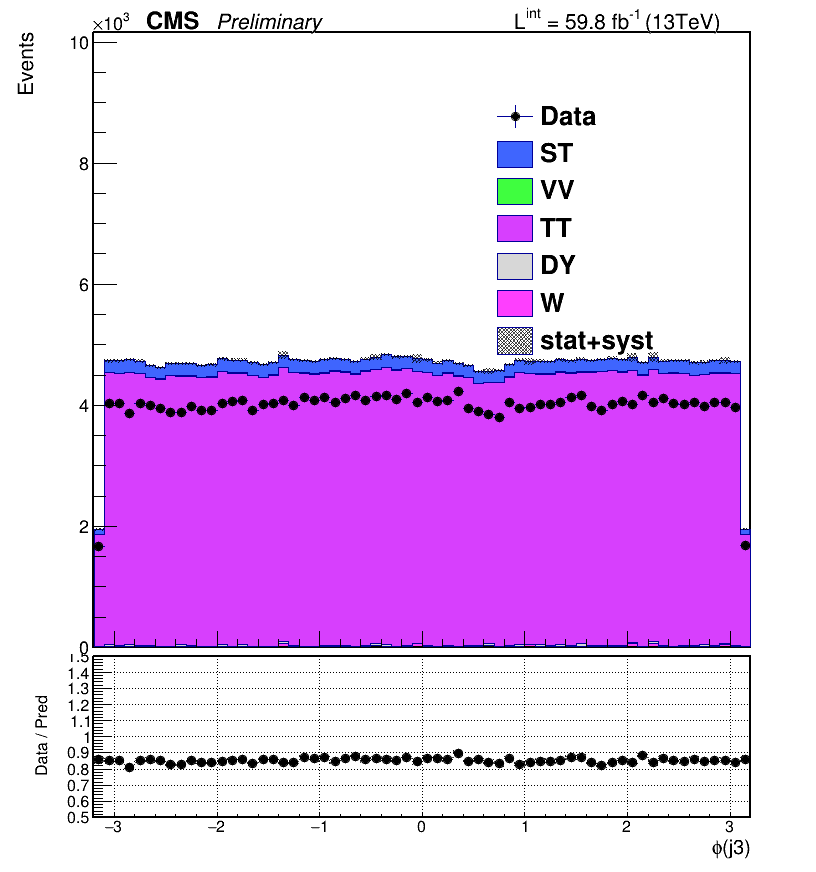 ×10³ CMS Preliminary L^int = 59.8 fb⁻¹ (13TeV)
Events
10
8
6
4
2
0
Data
ST
VV
TT
DY
W
stat+syst
Data / Pred
1.5
1.4
1.3
1.2
1.1
1
0.9
0.8
0.7
0.6
0.5
−3 −2 −1 0 1 2 3
ϕ(j3)